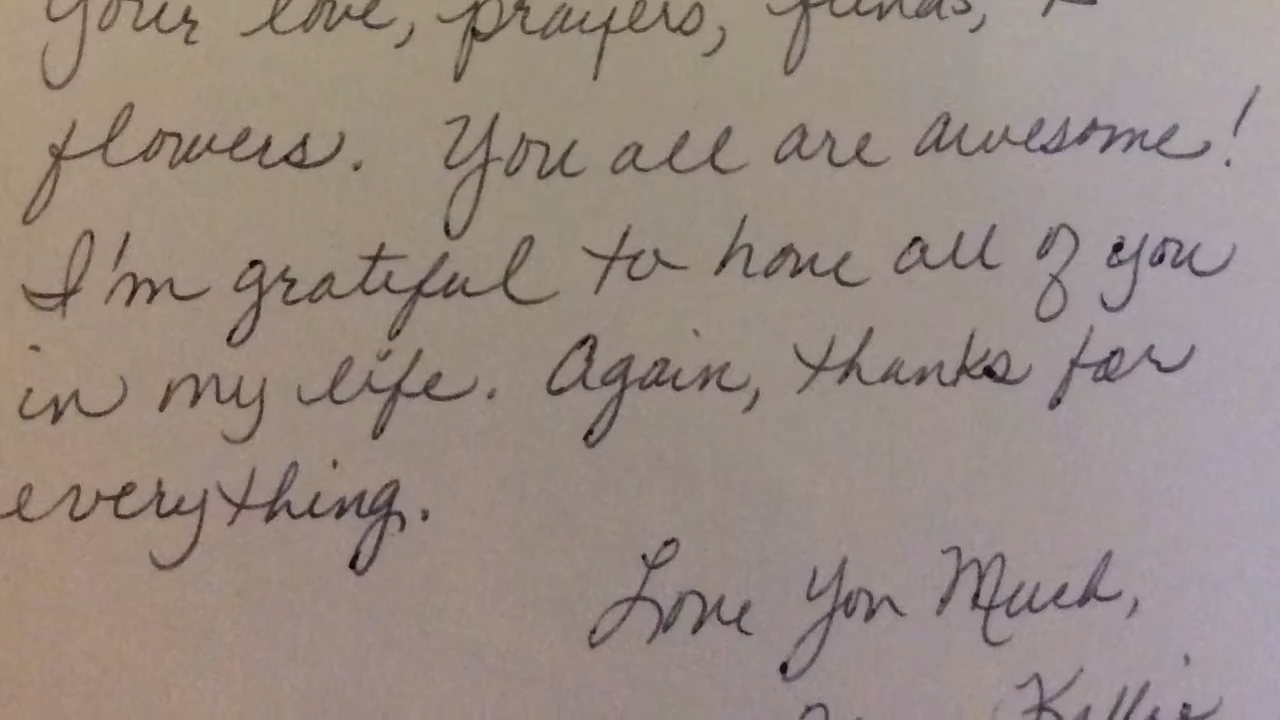 your love, prayers, funds, &
flowers. You all are awesome!
I'm grateful to have all of you
in my life. Again, thanks for
everything.
Love You Much,
Kellie